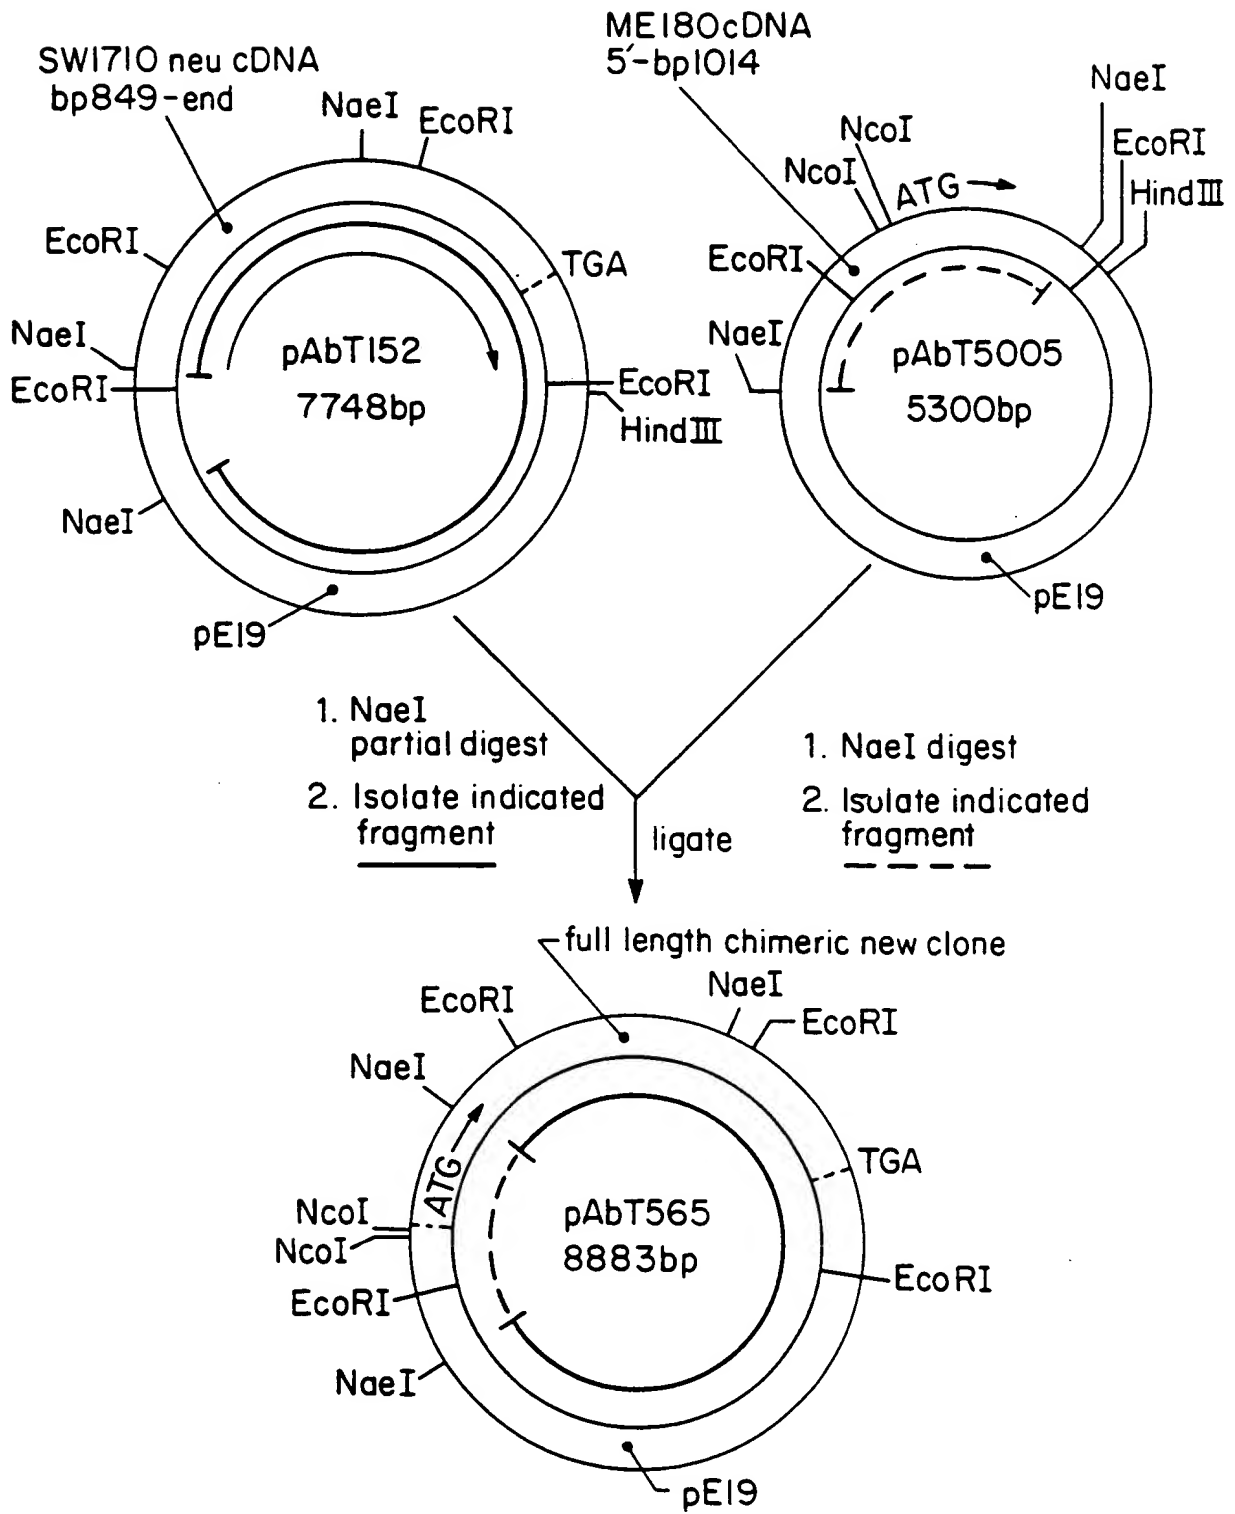 SW1710 neu cDNA
bp849-end
NaeI
EcoRI
EcoRI
TGA
NaeI
EcoRI
pAbT152
7748bp
EcoRI
HindIII
NaeI
pE19
ME180cDNA
5'-bp1014
NaeI
NcoI
EcoRI
NcoI
ATG
HindIII
EcoRI
NaeI
pAbT5005
5300bp
pE19
1. NaeI
partial digest
2. Isolate indicated
fragment
1. NaeI digest
2. Isolate indicated
fragment
ligate
full length chimeric new clone
NaeI
EcoRI
EcoRI
NaeI
ATG
TGA
NcoI
NcoI
pAbT565
8883bp
EcoRI
EcoRI
NaeI
pE19